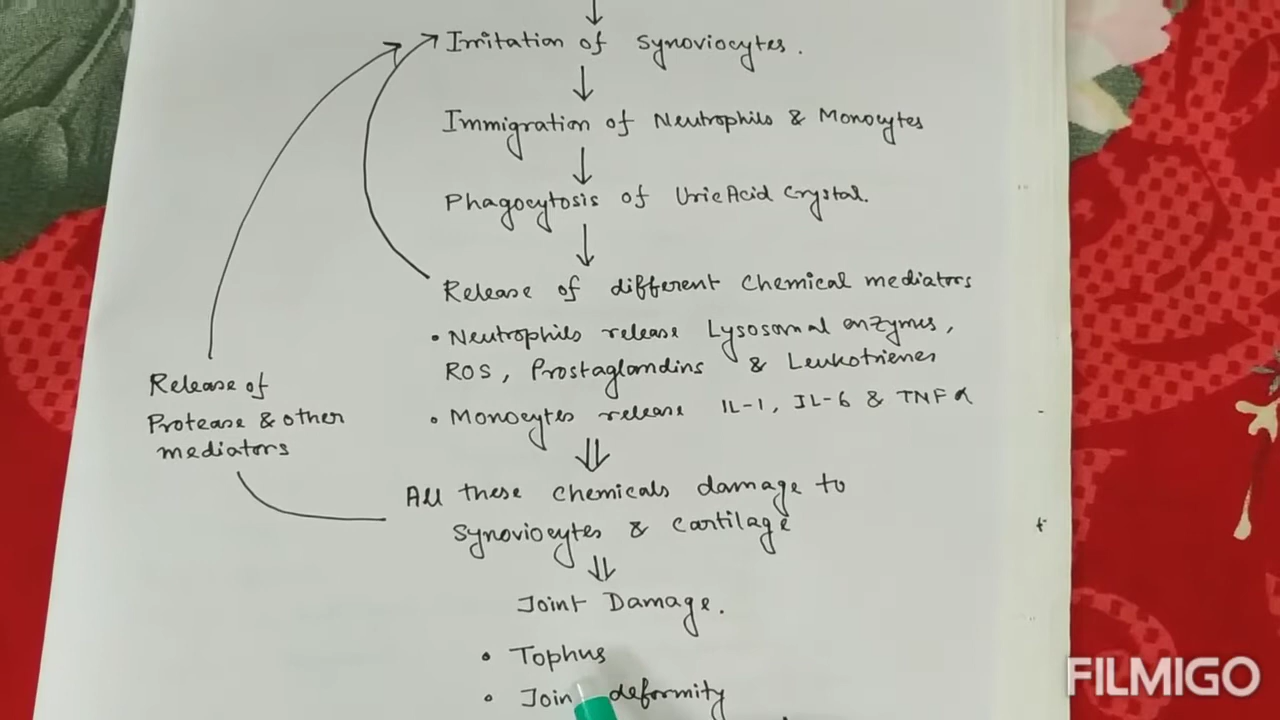 Irritation of Synoviocytes.
Immigration of Neutrophils & Monocytes
Phagocytosis of Uric Acid Crystal.
Release of different Chemical mediators
• Neutrophils release Lysosomal enzymes,
ROS, Prostaglandins & Leukotrienes
• Monocytes release IL-1, IL-6 & TNF α
Release of
Protease & other
mediators
All these chemicals damage to
Synoviocytes & Cartilage
Joint Damage.
• Tophus
• Join deformity
FILMIGO